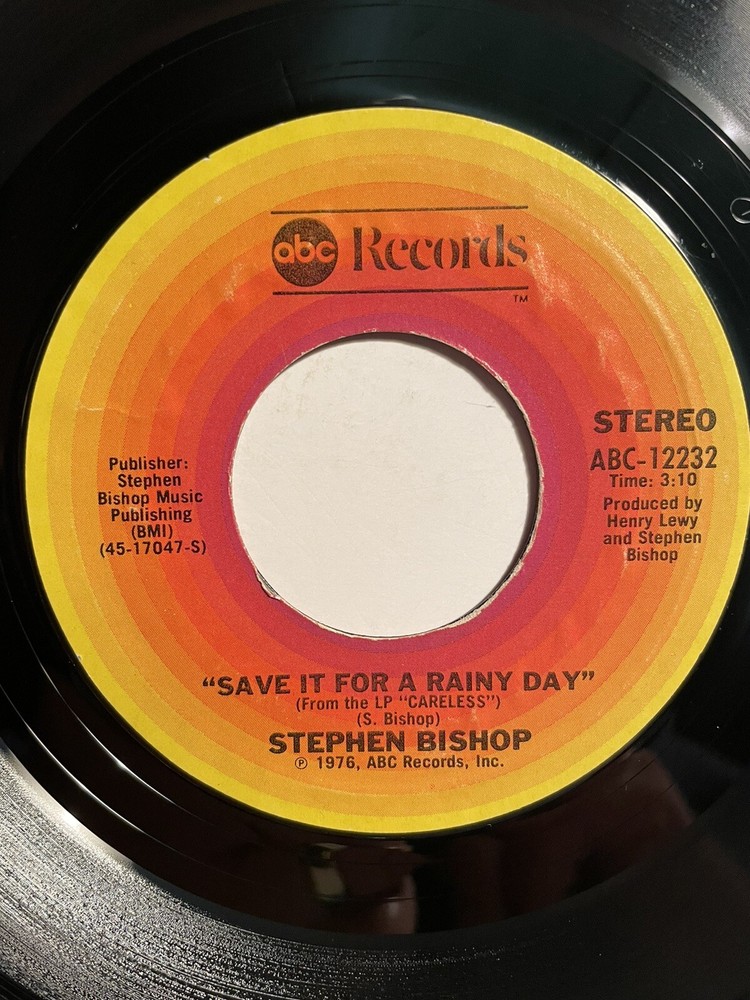 abc Records
TM
STEREO
ABC-12232
Time: 3:10
Produced by
Henry Lewy
and Stephen
Bishop
Publisher:
Stephen
Bishop Music
Publishing
(BMI)
(45-17047-S)
"SAVE IT FOR A RAINY DAY"
(From the LP "CARELESS")
(S. Bishop)
STEPHEN BISHOP
℗ 1976, ABC Records, Inc.